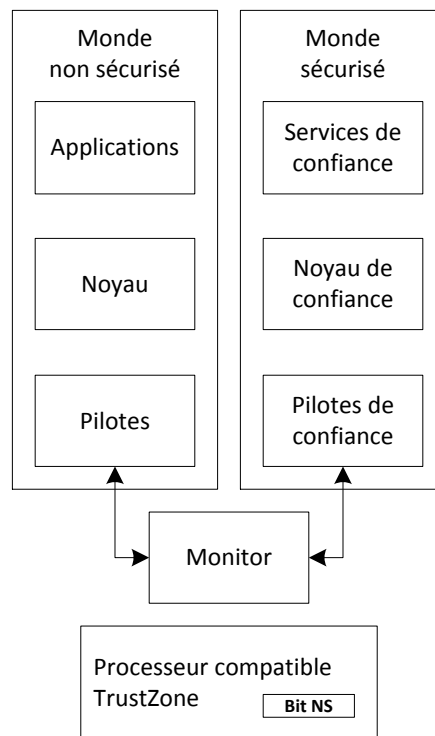 Monde
non sécurisé
Applications
Noyau
Pilotes
Monde
sécurisé
Services de
confiance
Noyau de
confiance
Pilotes de
confiance
Monitor
Processeur compatible
TrustZone
Bit NS